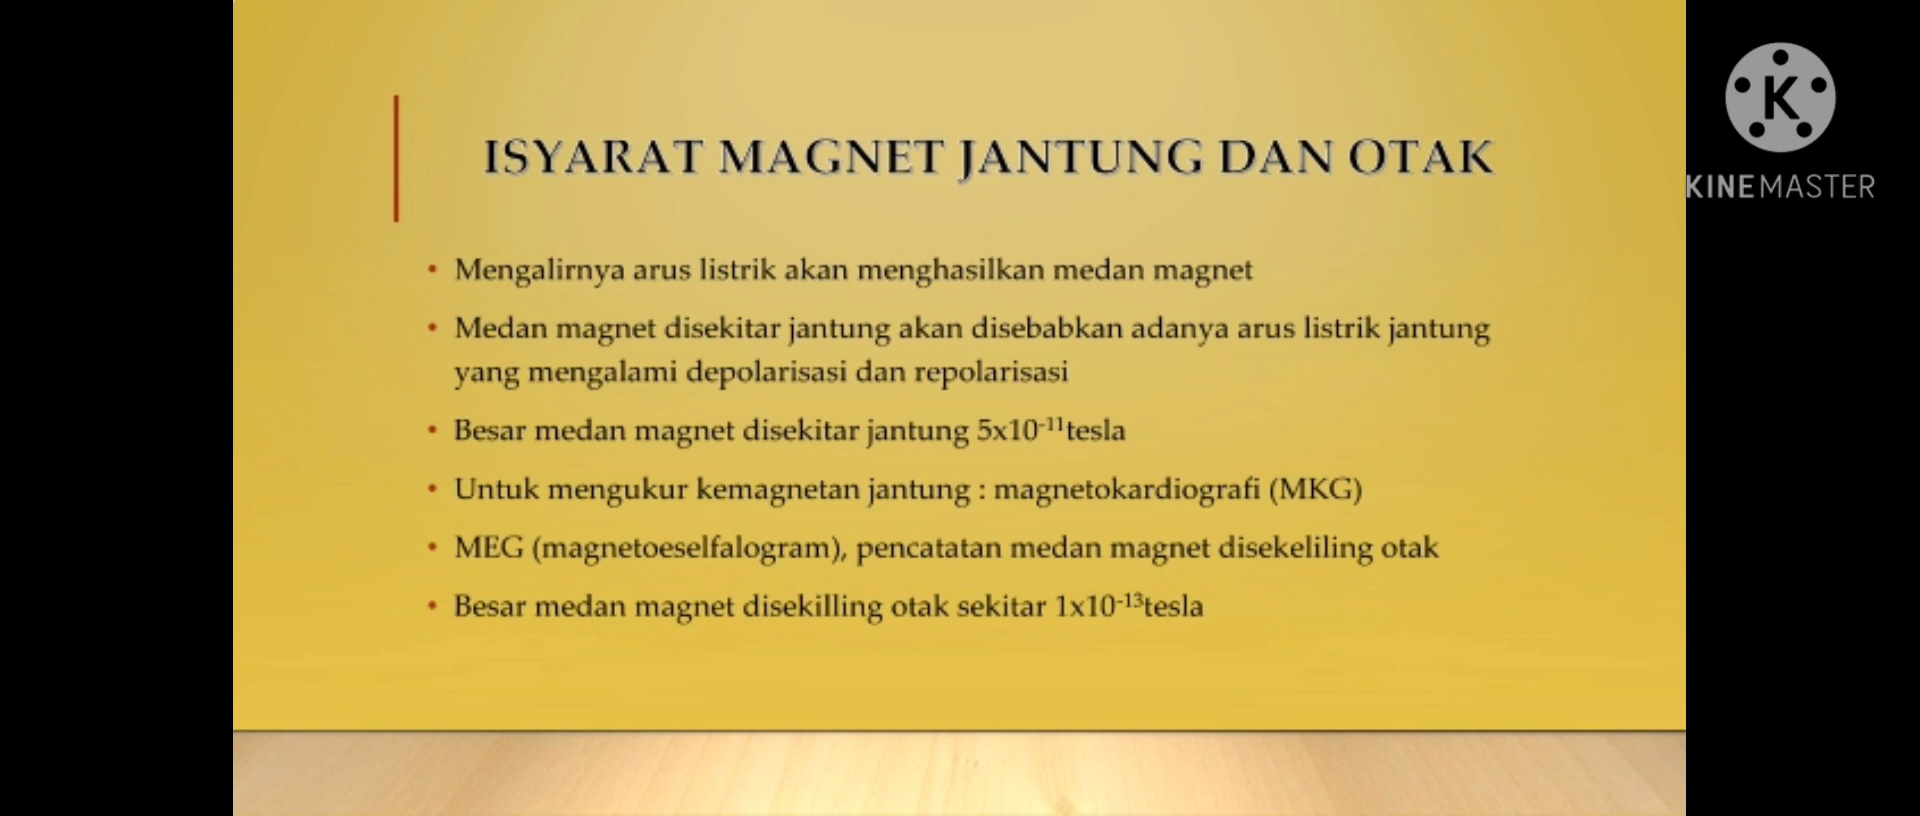 ISYARAT MAGNET JANTUNG DAN OTAK
K
KINEMASTER
• Mengalirnya arus listrik akan menghasilkan medan magnet
• Medan magnet disekitar jantung akan disebabkan adanya arus listrik jantung
yang mengalami depolarisasi dan repolarisasi
• Besar medan magnet disekitar jantung 5x10⁻¹¹tesla
• Untuk mengukur kemagnetan jantung : magnetokardiografi (MKG)
• MEG (magnetoeselfalogram), pencatatan medan magnet disekeliling otak
• Besar medan magnet disekilling otak sekitar 1x10⁻¹³tesla